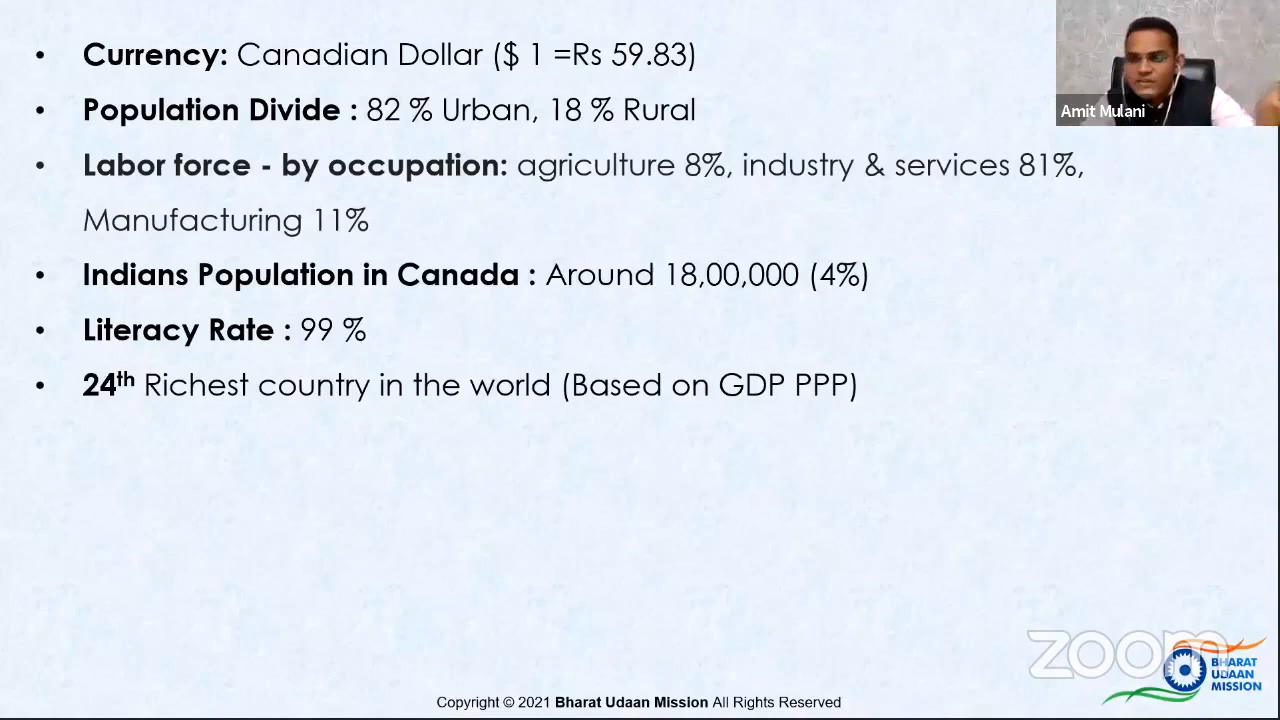 • Currency: Canadian Dollar ($ 1 =Rs 59.83)
• Population Divide : 82 % Urban, 18 % Rural
• Labor force - by occupation: agriculture 8%, industry & services 81%,
Manufacturing 11%
• Indians Population in Canada : Around 18,00,000 (4%)
• Literacy Rate : 99 %
• 24th Richest country in the world (Based on GDP PPP)
Amit Mulani
zoom
BHARAT
UDAAN
MISSION
Copyright © 2021 Bharat Udaan Mission All Rights Reserved